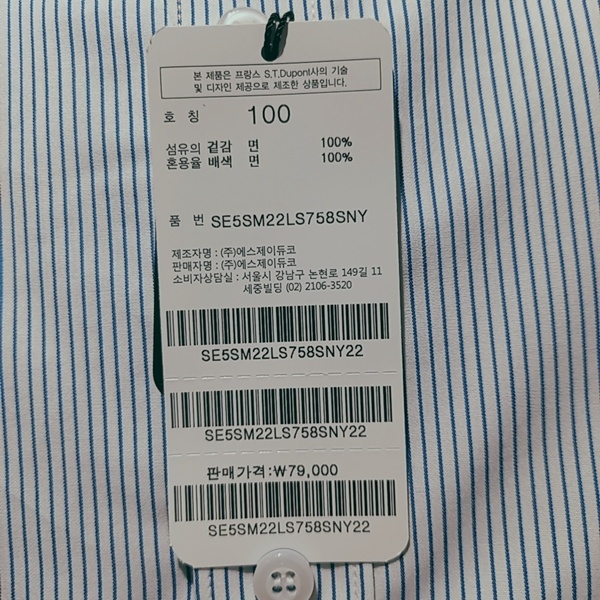 본 제품은 프랑스 S.T.Dupont사의 기술
및 디자인 제공으로 제조한 상품입니다.
호 칭 100
섬유의 겉감 면 100%
혼용율 배색 면 100%
품 번 SE5SM22LS758SNY
제조자명 : (주)에스제이듀코
판매자명 : (주)에스제이듀코
소비자상담실 : 서울시 강남구 논현로 149길 11
세중빌딩 (02) 2106-3520
SE5SM22LS758SNY22
SE5SM22LS758SNY22
판매가격:₩79,000
SE5SM22LS758SNY22